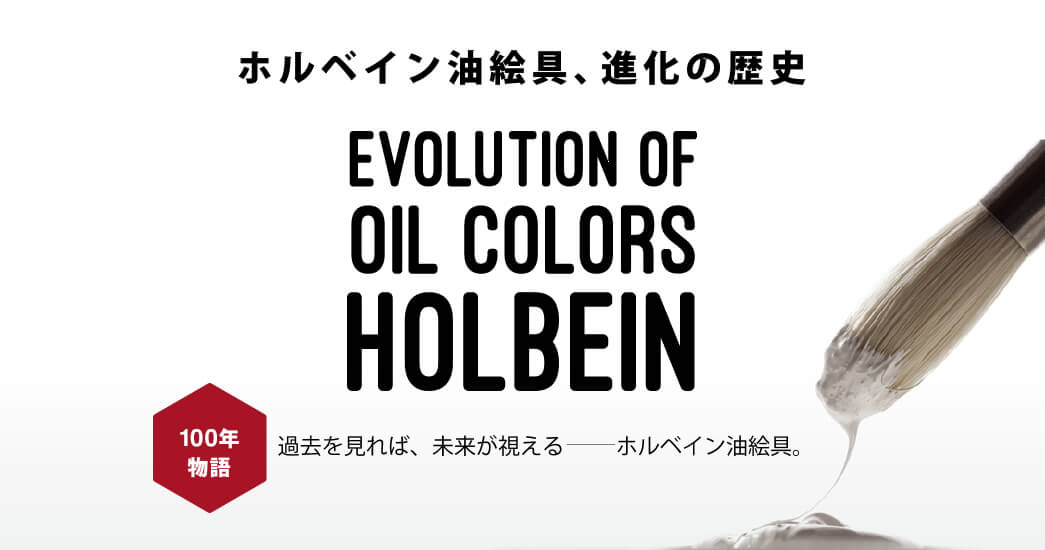 ホルベイン油絵具、進化の歴史
EVOLUTION OF
OIL COLORS
HOLBEIN
100年
物語
過去を見れば、未来が視える──ホルベイン油絵具。